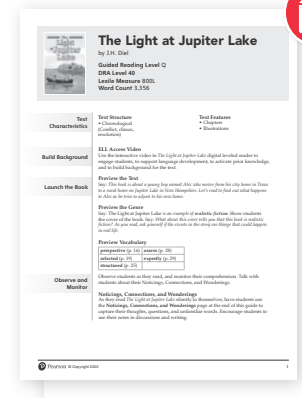 The Light at Jupiter Lake
by J.H. Diel
Guided Reading Level Q
DRA Level 40
Lexile Measure 800L
Word Count 3,356
The Light
at Jupiter
Lake
Text
Characteristics
Text Structure
• Chronological
(Conflict, climax,
resolution)
Text Features
• Chapters
• Illustrations
Build Background
ELL Access Video
Use the interactive video in The Light at Jupiter Lake digital leveled reader to
engage students, to support language development, to activate prior knowledge,
and to build background for the text.
Launch the Book
Preview the Text
Say: This book is about a young boy named Alec who moves from his city home in Texas
to a rural home on Jupiter Lake in New Hampshire. Let's read to find out what happens
to Alec as he tries to adjust to his new home.
Preview the Genre
Say: The Light at Jupiter Lake is an example of realistic fiction. Show students
the cover of the book. Say: What about this cover tells you that this book is realistic
fiction? As you read, ask yourself if the events in the story are things that could happen
in real life.
Preview Vocabulary
perspective (p. 16) assess (p. 28)
selected (p. 19) expertly (p. 29)
structured (p. 25)
Observe and
Monitor
Observe students as they read, and monitor their comprehension. Talk with
students about their Noticings, Connections, and Wonderings.
Noticings, Connections, and Wonderings
As they read The Light at Jupiter Lake silently to themselves, have students use
the Noticings, Connections, and Wonderings page at the end of this guide to
capture their thoughts, questions, and unfamiliar words. Encourage students to
use their notes in discussions and writing.
Pearson © Copyright 2020
1